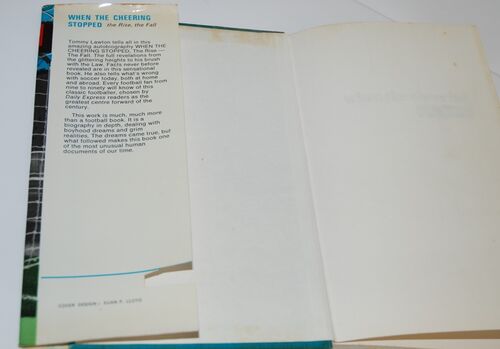 WHEN THE CHEERING
STOPPED the Rise, the Fall
Tommy Lawton tells all in this
amazing autobiography WHEN THE
CHEERING STOPPED, The Rise —
The Fall. The full revelations from
the glittering heights to his brush
with the Law. Facts never before
revealed are in this sensational
book. He also tells what's wrong
with soccer today, both at home
and abroad. Every football fan from
nine to ninety will know of this
classic footballer, chosen by
Daily Express readers as the
greatest centre forward of the
century.
This work is much, much more
than a football book. It is a
biography in depth, dealing with
boyhood dreams and grim
realities. The dreams came true, but
what followed makes this book one
of the most unusual human
documents of our time.
COVER DESIGN: EUAN P. LLOYD